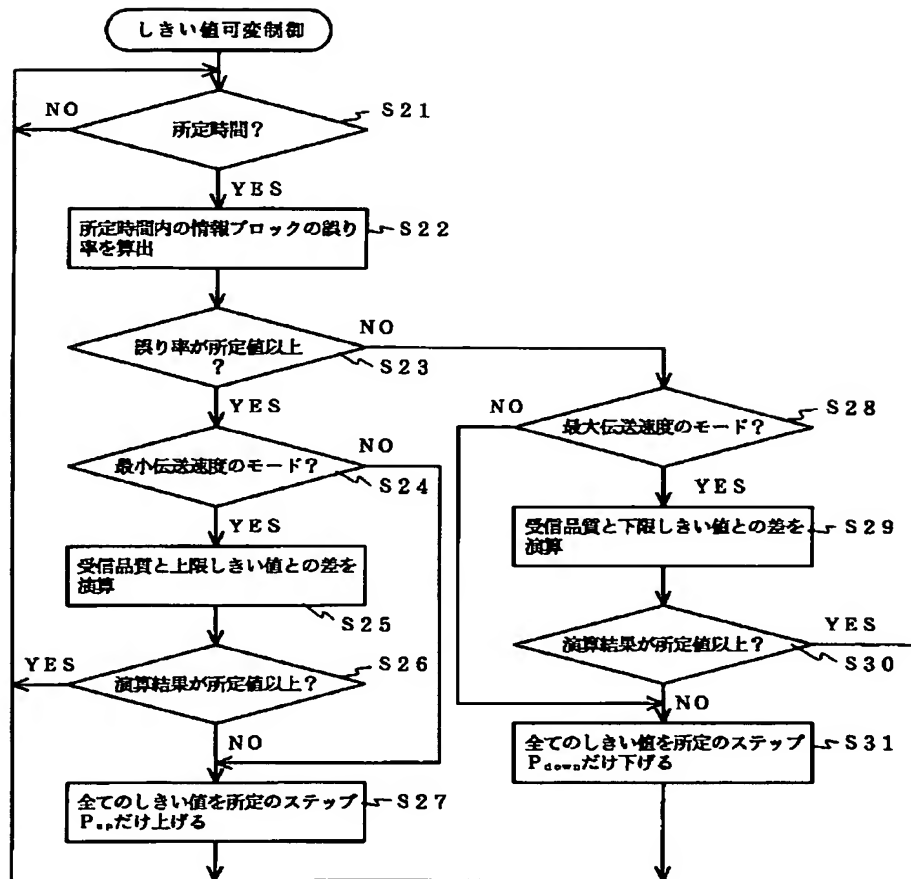 しきい値可変制御
NO
S21
所定時間?
YES
所定時間内の情報ブロックの誤り
率を算出
S22
誤り率が所定値以上
?
NO
S23
YES
最小伝送速度のモード?
NO
S24
YES
受信品質と上限しきい値との差を
演算
S25
YES
演算結果が所定値以上?
S26
NO
全てのしきい値を所定のステップ
Pupだけ上げる
S27
NO
最大伝送速度のモード?
S28
YES
受信品質と下限しきい値との差を
演算
S29
演算結果が所定値以上?
YES
S30
NO
全てのしきい値を所定のステップ
Pdownだけ下げる
S31